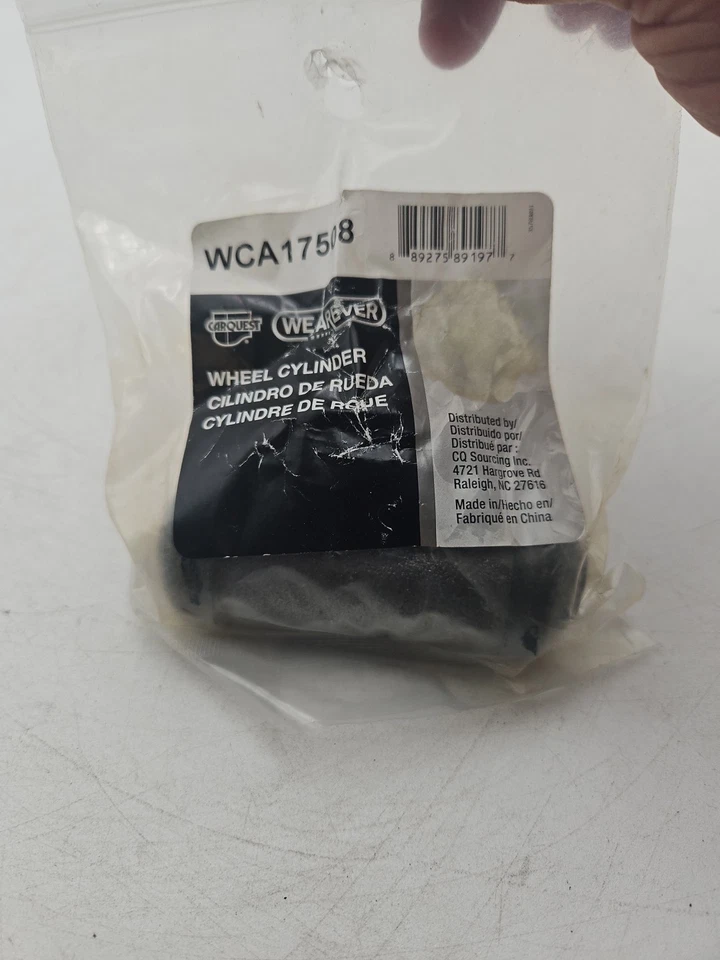 WCA17508
8 89275 89197 7
CARQUEST
WEAREVER
WHEEL CYLINDER
CILINDRO DE RUEDA
CYLINDRE DE ROUE
Distributed by/
Distribuido por/
Distribué par :
CQ Sourcing Inc.
4721 Hargrove Rd
Raleigh, NC 27616
Made in/Hecho en/
Fabriqué en China